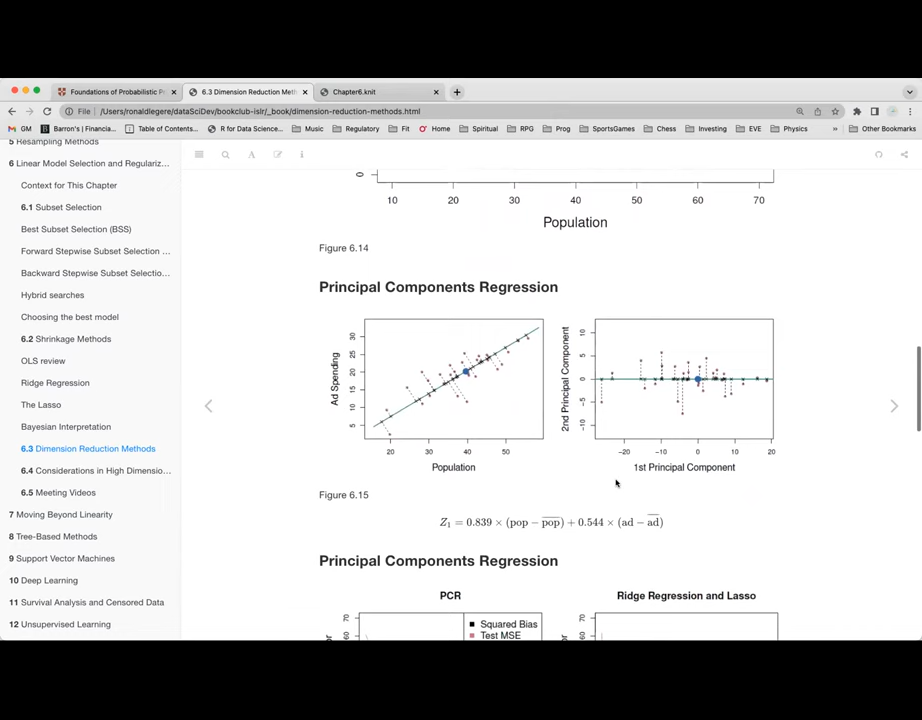 Foundations of Probabilistic P
6.3 Dimension Reduction Meth
Chapter6.knit
File | /Users/ronaldlegere/dataSciDev/bookclub-islr/_book/dimension-reduction-methods.html
GM
Barron's | Financia...
Table of Contents...
R for Data Science...
Music
Regulatory
Fit
Home
Spiritual
RPG
Prog
SportsGames
Chess
Investing
EVE
Physics
»
Other Bookmarks
5 Resampling Methods
6 Linear Model Selection and Regulariz...
Context for This Chapter
6.1 Subset Selection
Best Subset Selection (BSS)
Forward Stepwise Subset Selection ...
Backward Stepwise Subset Selectio...
Hybrid searches
Choosing the best model
6.2 Shrinkage Methods
OLS review
Ridge Regression
The Lasso
Bayesian Interpretation
6.3 Dimension Reduction Methods
6.4 Considerations in High Dimensio...
6.5 Meeting Videos
7 Moving Beyond Linearity
8 Tree-Based Methods
9 Support Vector Machines
10 Deep Learning
11 Survival Analysis and Censored Data
12 Unsupervised Learning
0
10 20 30 40 50 60 70
Population
Figure 6.14
Principal Components Regression
Ad Spending
5 10 15 20 25 30
20 30 40 50
Population
2nd Principal Component
-10 -5 0 5 10
-20 -10 0 10 20
1st Principal Component
Figure 6.15
Z₁ = 0.839 × (pop − p̅o̅p̅) + 0.544 × (ad − a̅d̅)
Principal Components Regression
PCR
70
60
Squared Bias
Test MSE
Ridge Regression and Lasso
70
60